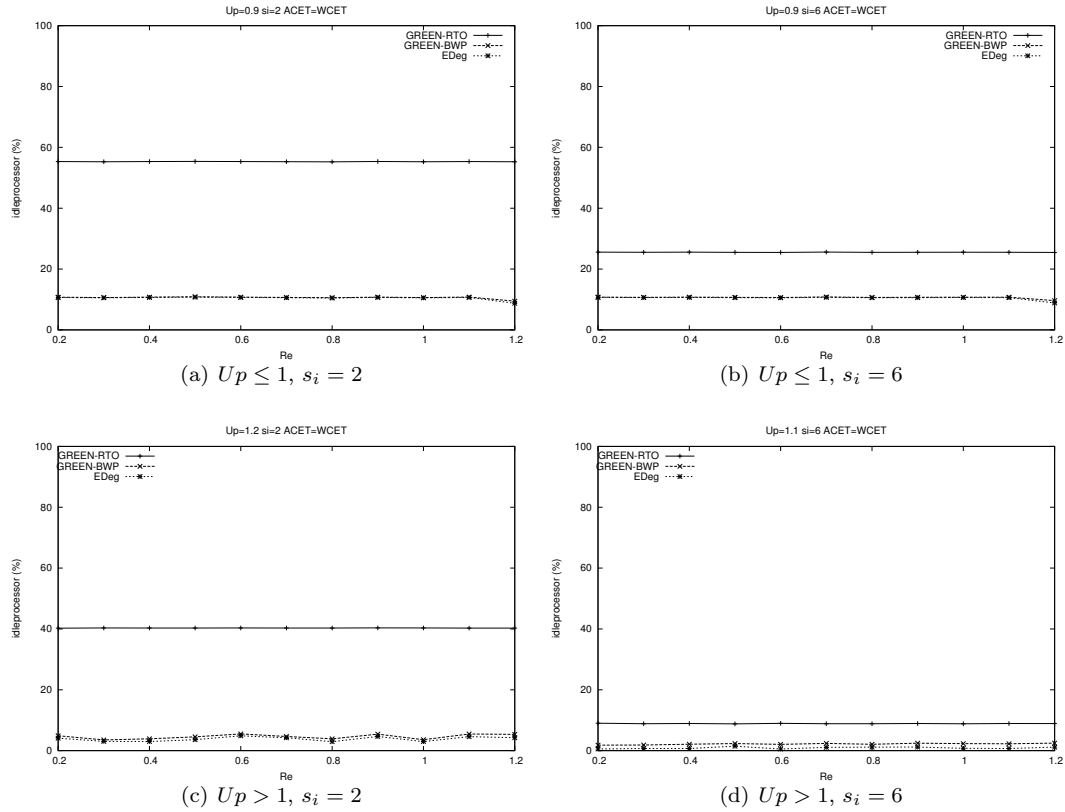 Up=0.9 si=2 ACET=WCET
GREEN-RTO
GREEN-BWP
EDeg
100
80
60
40
20
0
idleprocessor (%)
0.2 0.4 0.6 0.8 1 1.2
Re
(a) Up ≤ 1, s_i = 2
Up=0.9 si=6 ACET=WCET
GREEN-RTO
GREEN-BWP
EDeg
100
80
60
40
20
0
idleprocessor (%)
0.2 0.4 0.6 0.8 1 1.2
Re
(b) Up ≤ 1, s_i = 6
Up=1.2 si=2 ACET=WCET
GREEN-RTO
GREEN-BWP
EDeg
100
80
60
40
20
0
idleprocessor (%)
0.2 0.4 0.6 0.8 1 1.2
Re
(c) Up > 1, s_i = 2
Up=1.1 si=6 ACET=WCET
GREEN-RTO
GREEN-BWP
EDeg
100
80
60
40
20
0
idleprocessor (%)
0.2 0.4 0.6 0.8 1 1.2
Re
(d) Up > 1, s_i = 6